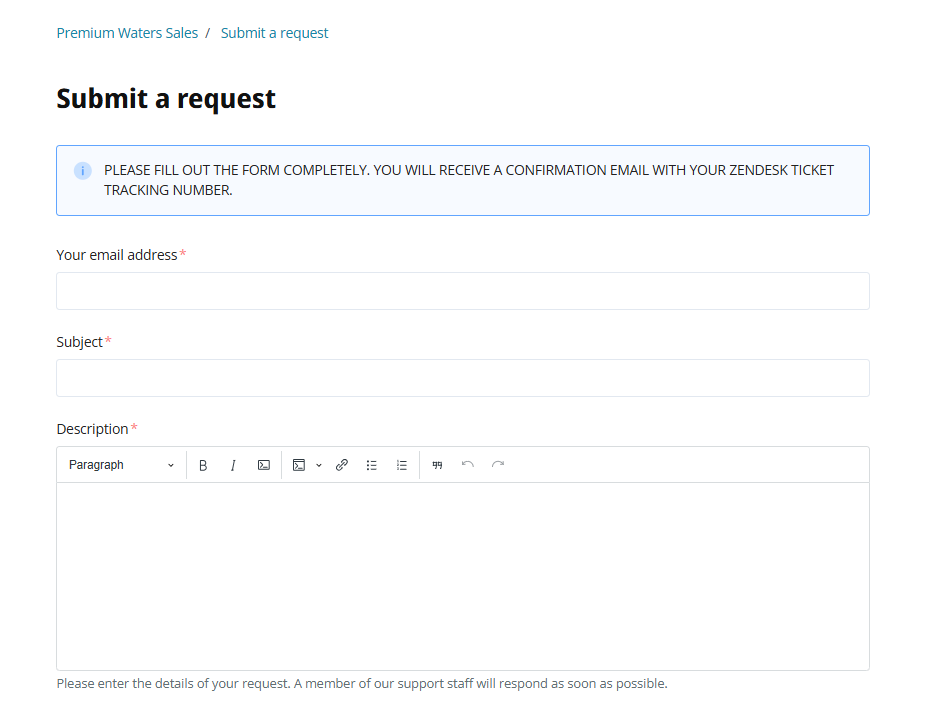 Premium Waters Sales / Submit a request
Submit a request
PLEASE FILL OUT THE FORM COMPLETELY. YOU WILL RECEIVE A CONFIRMATION EMAIL WITH YOUR ZENDESK TICKET
TRACKING NUMBER.
Your email address*
Subject*
Description*
Paragraph
Please enter the details of your request. A member of our support staff will respond as soon as possible.